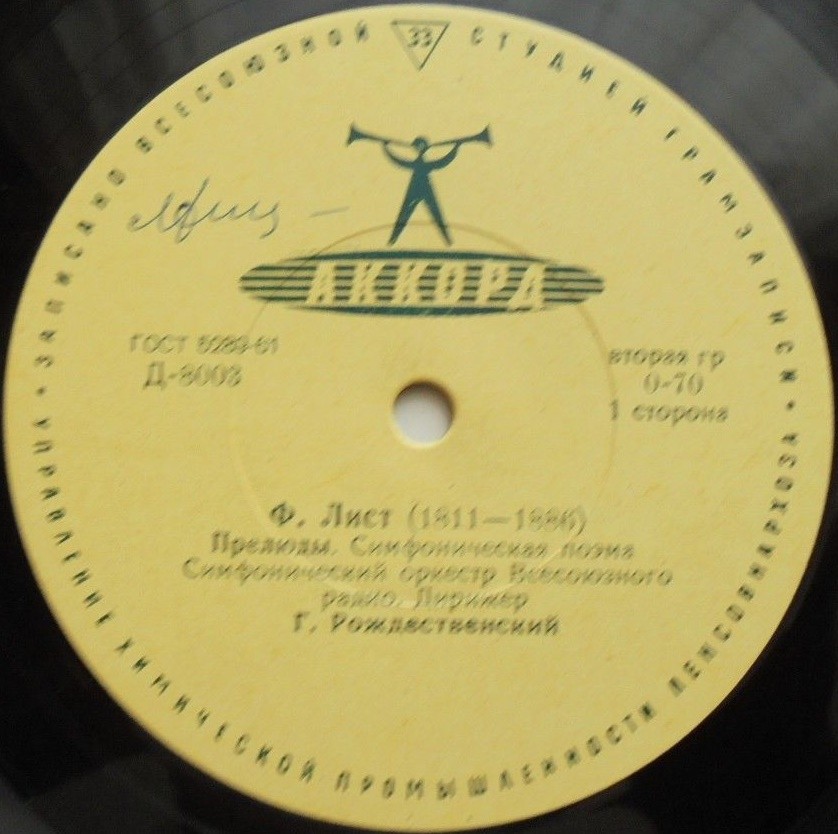 ЗАПИСАНО ВСЕСОЮЗНОЙ 33 СТУДИЕЙ ГРАМЗАПИСИ
АККОРД
ГОСТ 5289-61
Д-8003
вторая гр
0-70
1 сторона
Ф. Лист (1811—1886)
Прелюды. Симфоническая поэма
Симфонический оркестр Всесоюзного
радио. Дирижер
Г. Рождественский
УПРАВЛЕНИЕ ХИМИЧЕСКОЙ ПРОМЫШЛЕННОСТИ ЛЕНСОВНАРХОЗА